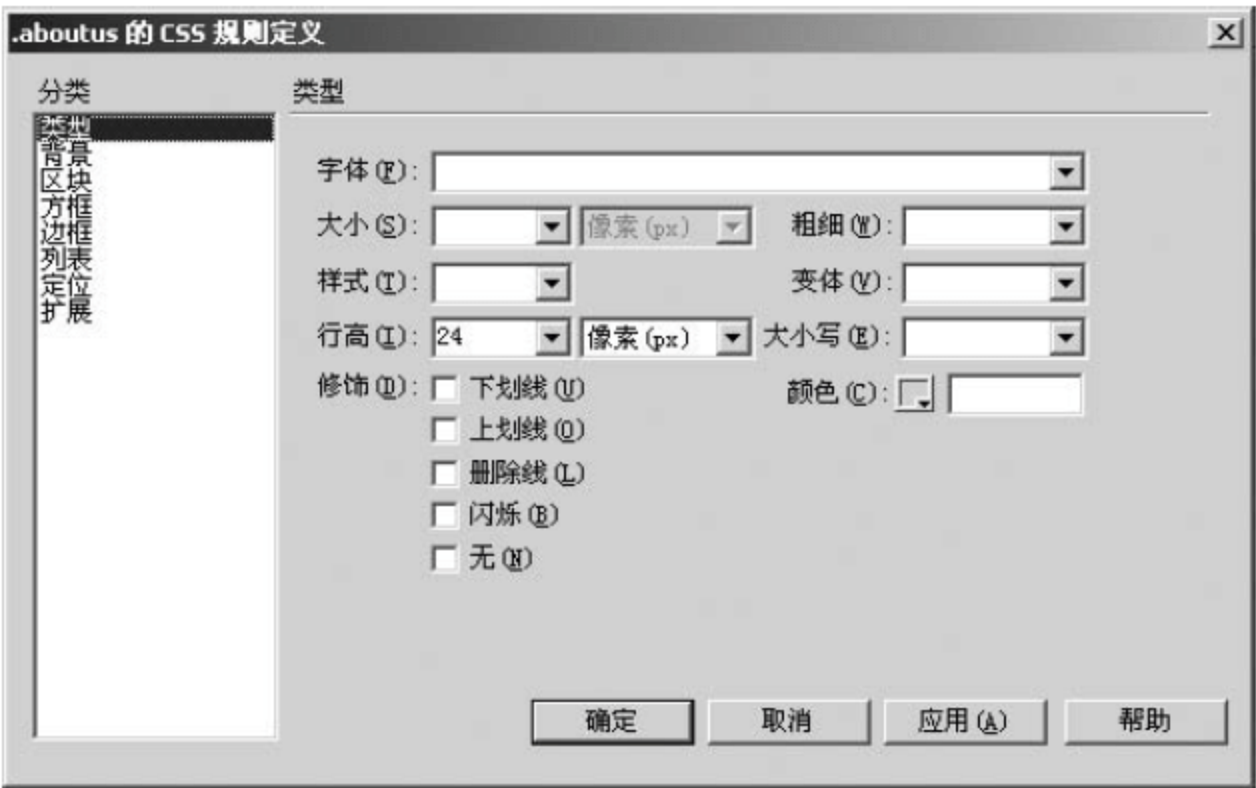 .aboutus 的 CSS 规则定义
分类
类型
背景
区块
方框
边框
列表
定位
扩展
类型
字体(F):
大小(S): 像素(px) 粗细(W):
样式(T): 变体(V):
行高(I): 24 像素(px) 大小写(E):
修饰(D): 下划线(U) 颜色(C):
上划线(O)
删除线(L)
闪烁(B)
无(N)
确定 取消 应用(A) 帮助